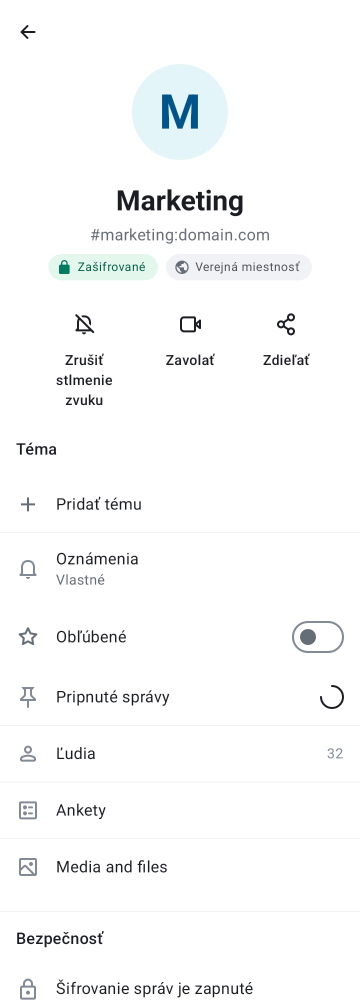 M
Marketing
#marketing:domain.com
Zašifrované
Verejná miestnosť
Zrušiť
stlmenie
zvuku
Zavolať
Zdieľať
Téma
Pridať tému
Oznámenia
Vlastné
Obľúbené
Pripnuté správy
Ľudia
32
Ankety
Media and files
Bezpečnosť
Šifrovanie správ je zapnuté